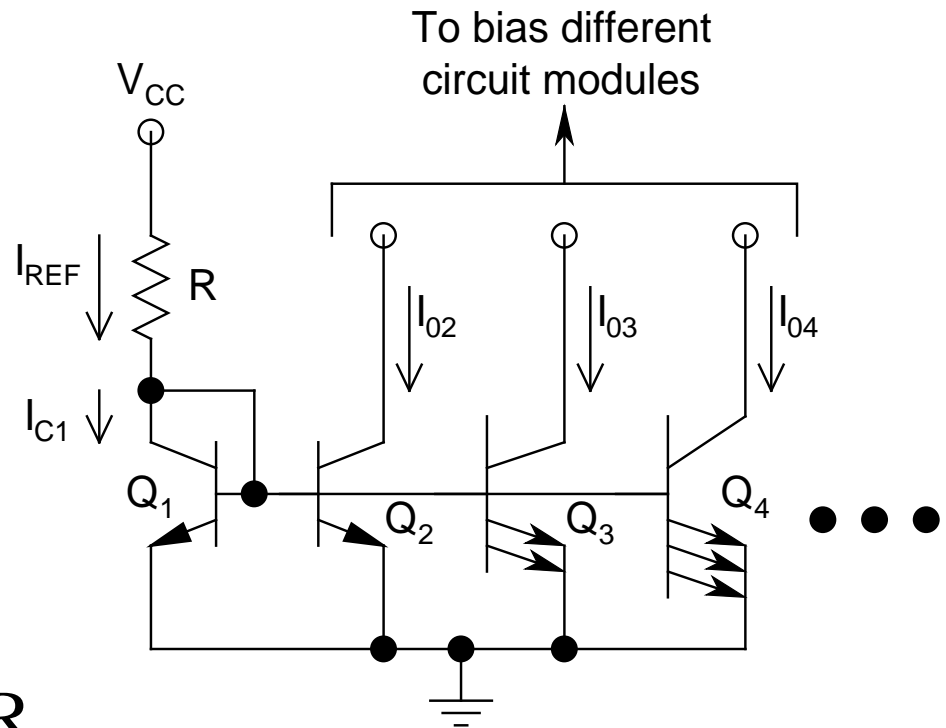 To bias different
circuit modules
V_CC
I_REF
R
I_02
I_03
I_04
I_C1
Q_1
Q_2
Q_3
Q_4
R